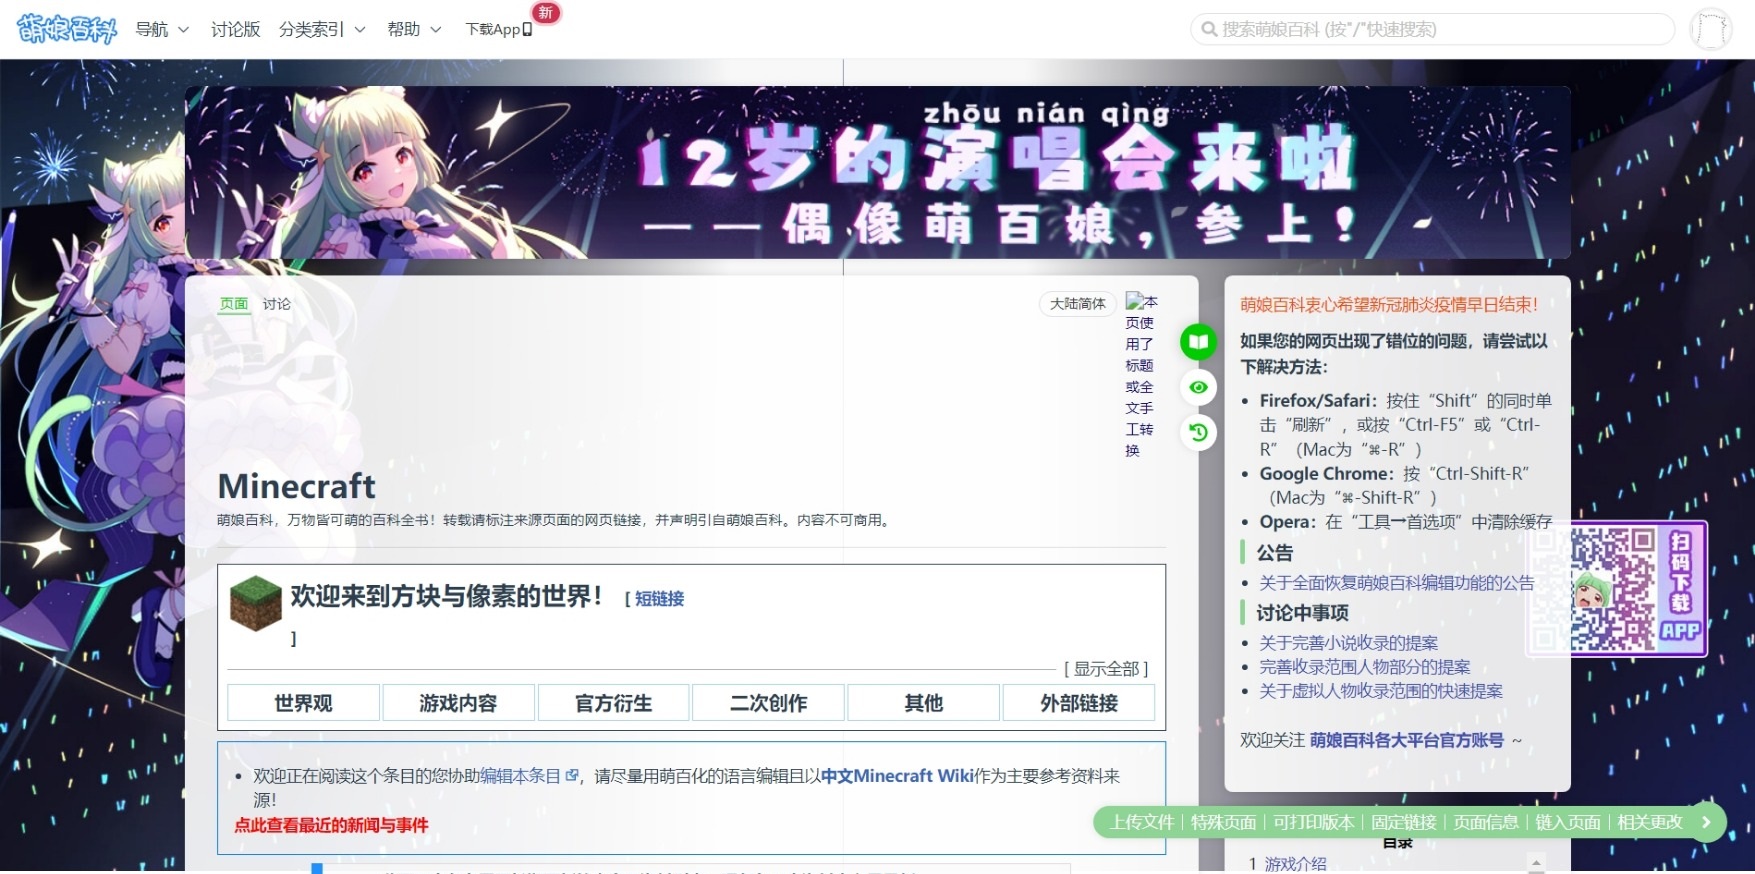 萌娘百科
导航
讨论版
分类索引
帮助
下载App
新
搜索萌娘百科 (按"/"快速搜索)
zhōu nián qìng
12岁的演唱会来啦
——偶像萌百娘，参上！
页面
讨论
大陆简体
本
页使
用了
标题
或全
文手
工转
换
Minecraft
萌娘百科，万物皆可萌的百科全书！转载请标注来源页面的网页链接，并声明引自萌娘百科。内容不可商用。
欢迎来到方块与像素的世界！ [ 短链接
]
[ 显示全部 ]
世界观
游戏内容
官方衍生
二次创作
其他
外部链接
欢迎正在阅读这个条目的您协助编辑本条目，请尽量用萌百化的语言编辑且以中文Minecraft Wiki作为主要参考资料来
源！
点此查看最近的新闻与事件
萌娘百科衷心希望新冠肺炎疫情早日结束！
如果您的网页出现了错位的问题，请尝试以
下解决方法：
Firefox/Safari：按住“Shift”的同时单
击“刷新”，或按“Ctrl-F5”或“Ctrl-
R”（Mac为“⌘-R”）
Google Chrome：按“Ctrl-Shift-R”
（Mac为“⌘-Shift-R”）
Opera：在“工具→首选项”中清除缓存
公告
关于全面恢复萌娘百科编辑功能的公告
讨论中事项
关于完善小说收录的提案
完善收录范围人物部分的提案
关于虚拟人物收录范围的快速提案
欢迎关注 萌娘百科各大平台官方账号 ~
扫码下载
APP
上传文件 | 特殊页面 | 可打印版本 | 固定链接 | 页面信息 | 链入页面 | 相关更改
目录
1 游戏介绍